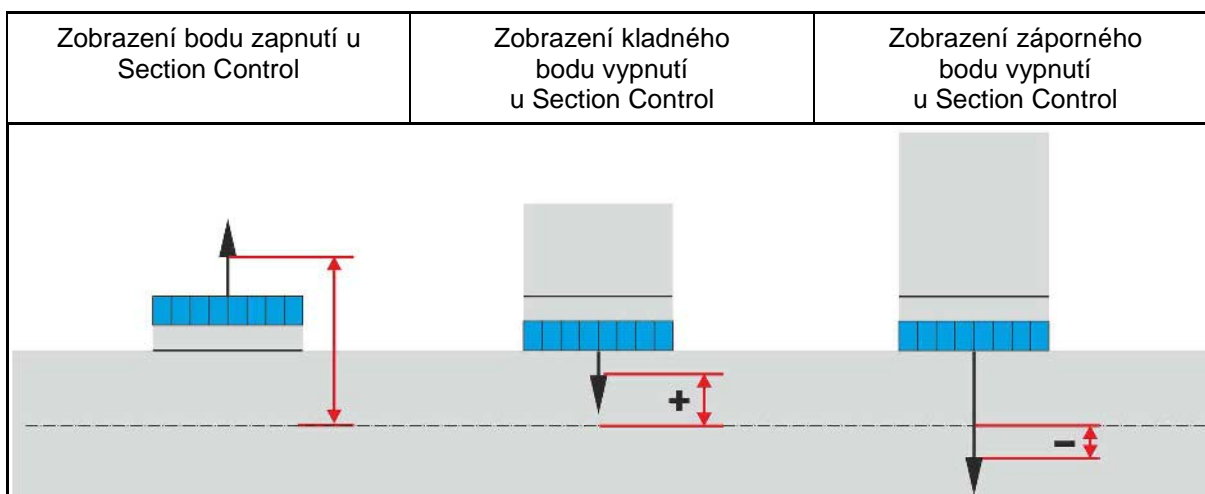 Zobrazení bodu zapnutí u
Section Control
Zobrazení kladného
bodu vypnutí
u Section Control
Zobrazení záporného
bodu vypnutí
u Section Control
+
-